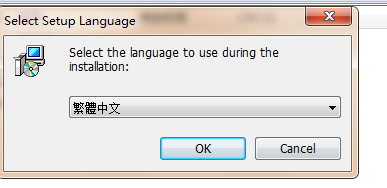 Select Setup Language
Select the language to use during the
installation:
繁體中文
OK
Cancel